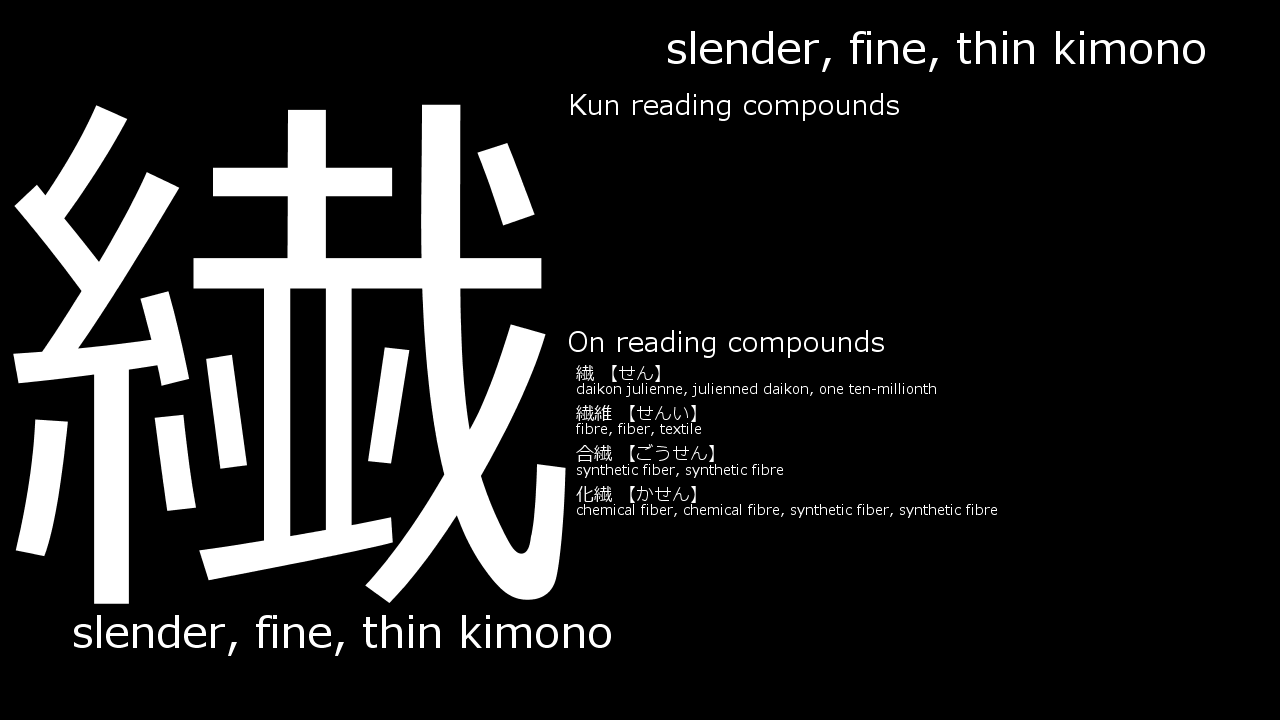 slender, fine, thin kimono
Kun reading compounds
繊
On reading compounds
繊 【せん】
daikon julienne, julienned daikon, one ten-millionth
繊維 【せんい】
fibre, fiber, textile
合繊 【ごうせん】
synthetic fiber, synthetic fibre
化繊 【かせん】
chemical fiber, chemical fibre, synthetic fiber, synthetic fibre
slender, fine, thin kimono